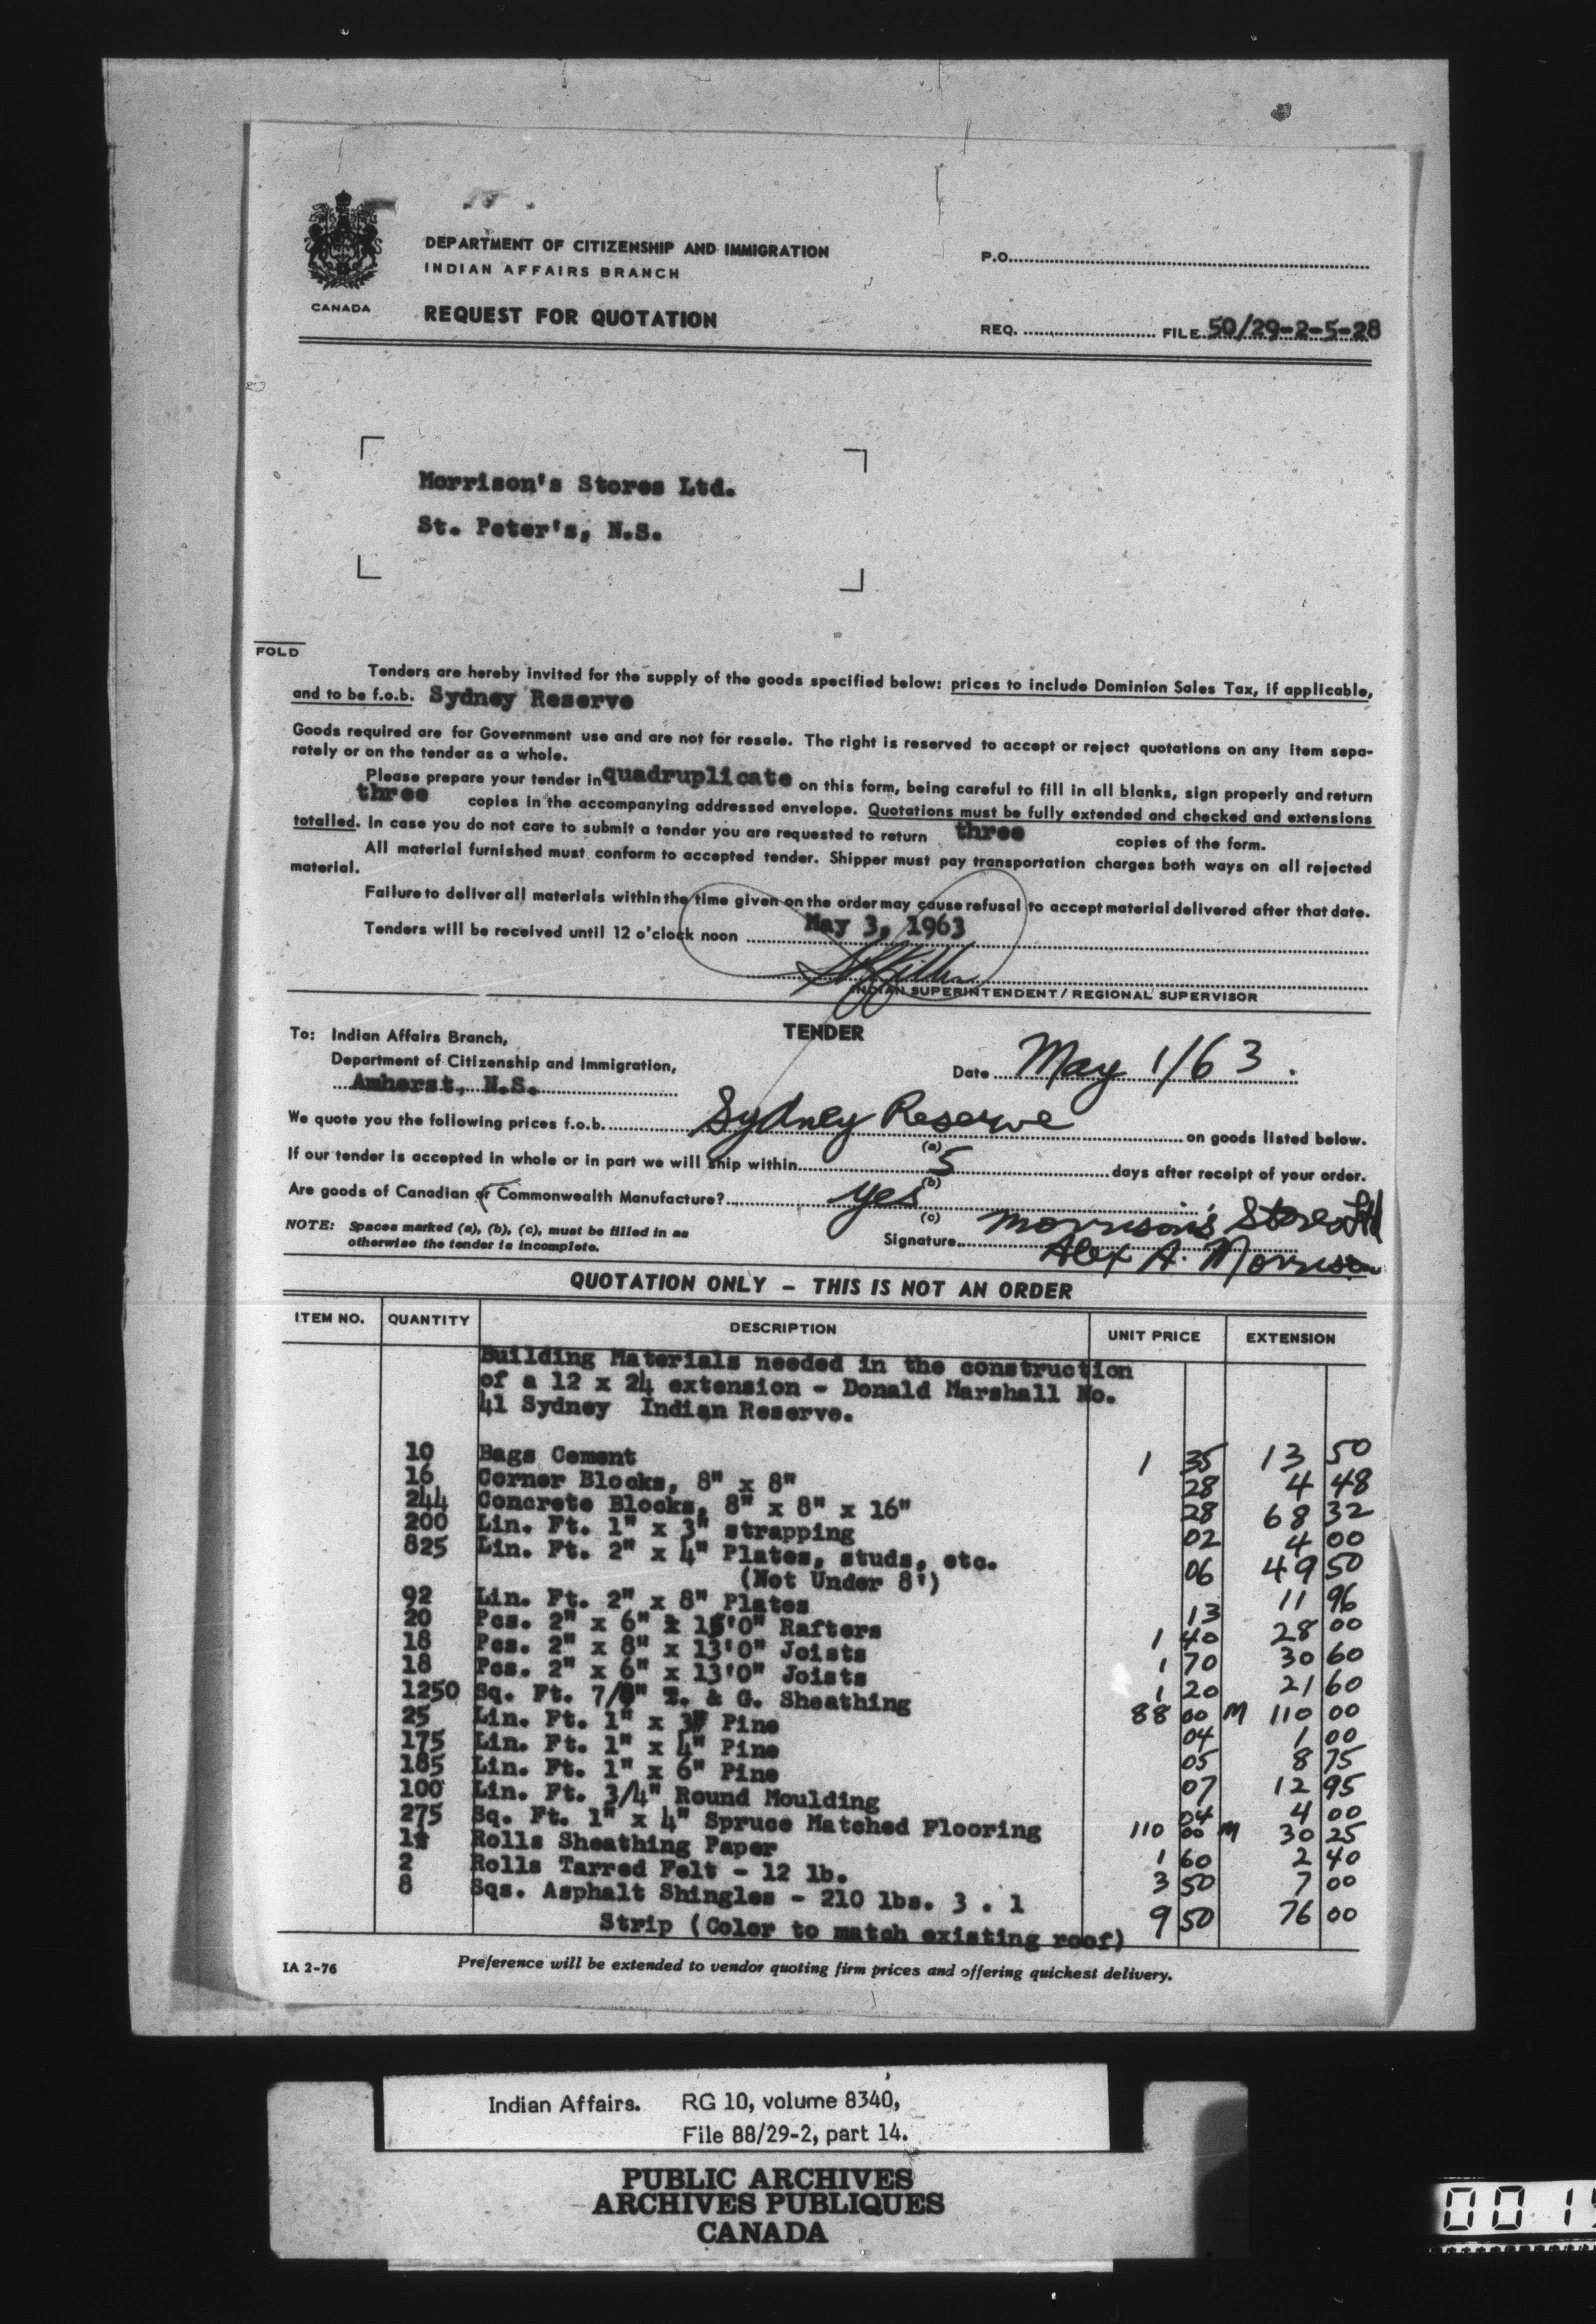 DEPARTMENT OF CITIZENSHIP AND IMMIGRATION
INDIAN AFFAIRS BRANCH
CANADA
REQUEST FOR QUOTATION
P.O.
REQ. FILE 50/29-2-5-28
Morrison's Stores Ltd.
St. Peter's, N.S.
FOLD
Tenders are hereby invited for the supply of the goods specified below: prices to include Dominion Sales Tax, if applicable,
and to be f.o.b. Sydney Reserve
Goods required are for Government use and are not for resale. The right is reserved to accept or reject quotations on any item sepa-
rately or on the tender as a whole.
Please prepare your tender in quadruplicate on this form, being careful to fill in all blanks, sign properly and return
three copies in the accompanying addressed envelope. Quotations must be fully extended and checked and extensions
totalled. In case you do not care to submit a tender you are requested to return three copies of the form.
All material furnished must conform to accepted tender. Shipper must pay transportation charges both ways on all rejected
material.
Failure to deliver all materials within the time given on the order may cause refusal to accept material delivered after that date.
Tenders will be received until 12 o'clock noon May 3, 1963
INDIAN SUPERINTENDENT / REGIONAL SUPERVISOR
To: Indian Affairs Branch, TENDER
Department of Citizenship and Immigration, Date May 1/63.
Amherst, N.S.
We quote you the following prices f.o.b. Sydney Reserve on goods listed below.
(a)
If our tender is accepted in whole or in part we will ship within 5 days after receipt of your order.
(b)
Are goods of Canadian or Commonwealth Manufacture? yes
(c)
NOTE: Spaces marked (a), (b), (c), must be filled in as
otherwise the tender is incomplete.
Signature Morrison's Stores Ltd
Alex A. Morrison
QUOTATION ONLY - THIS IS NOT AN ORDER
ITEM NO. QUANTITY DESCRIPTION UNIT PRICE EXTENSION
Building Materials needed in the construction
of a 12 x 24 extension - Donald Marshall No.
41 Sydney Indian Reserve.
10 Bags Cement 1 35 13 50
16 Corner Blocks, 8" x 8" 28 4 48
244 Concrete Blocks, 8" x 8" x 16" 28 68 32
200 Lin. Ft. 1" x 3" strapping 02 4 00
825 Lin. Ft. 2" x 4" Plates, studs, etc.
(Not Under 8') 06 49 50
92 Lin. Ft. 2" x 8" Plates 13 11 96
20 Pcs. 2" x 6" x '0" Rafters 1 40 28 00
18 Pcs. 2" x 8" x 13'0" Joists 1 70 30 60
18 Pcs. 2" x 6" x 13'0" Joists 1 20 21 60
1250 Sq. Ft. 7/8" T. & G. Sheathing 88 00 M 110 00
25 Lin. Ft. 1" x 3" Pine 04 1 00
175 Lin. Ft. 1" x 4" Pine 05 8 75
185 Lin. Ft. 1" x 6" Pine 07 12 95
100 Lin. Ft. 3/4" Round Moulding 04 4 00
275 Sq. Ft. 1" x 4" Spruce Matched Flooring 110 00 M 30 25
1½ Rolls Sheathing Paper 1 60 2 40
2 Rolls Tarred Felt - 12 lb. 3 50 7 00
8 Sqs. Asphalt Shingles - 210 lbs. 3 . 1
Strip (Color to match existing roof) 9 50 76 00
IA 2-76 Preference will be extended to vendor quoting firm prices and offering quickest delivery.
Indian Affairs. RG 10, volume 8340,
File 88/29-2, part 14.
PUBLIC ARCHIVES
ARCHIVES PUBLIQUES
CANADA